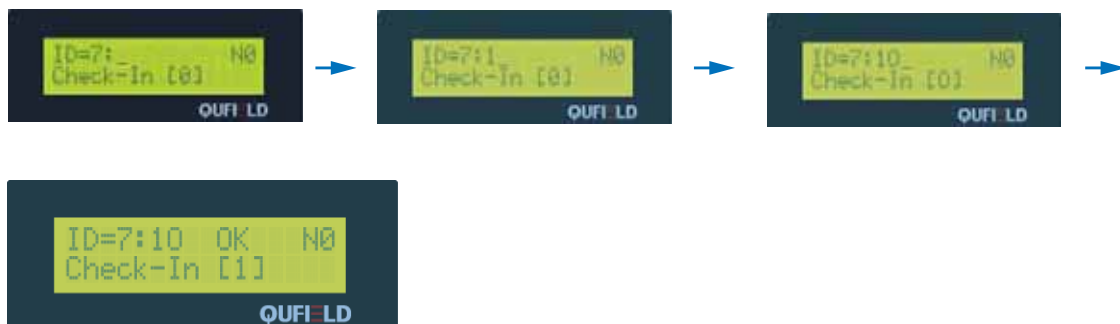 ID=7:_ N0
Check-In [0]
QUFIELD
ID=7:1_ N0
Check-In [0]
QUFIELD
ID=7:10_ N0
Check-In [0]
QUFIELD
ID=7:10 OK N0
Check-In [1]
QUFIELD